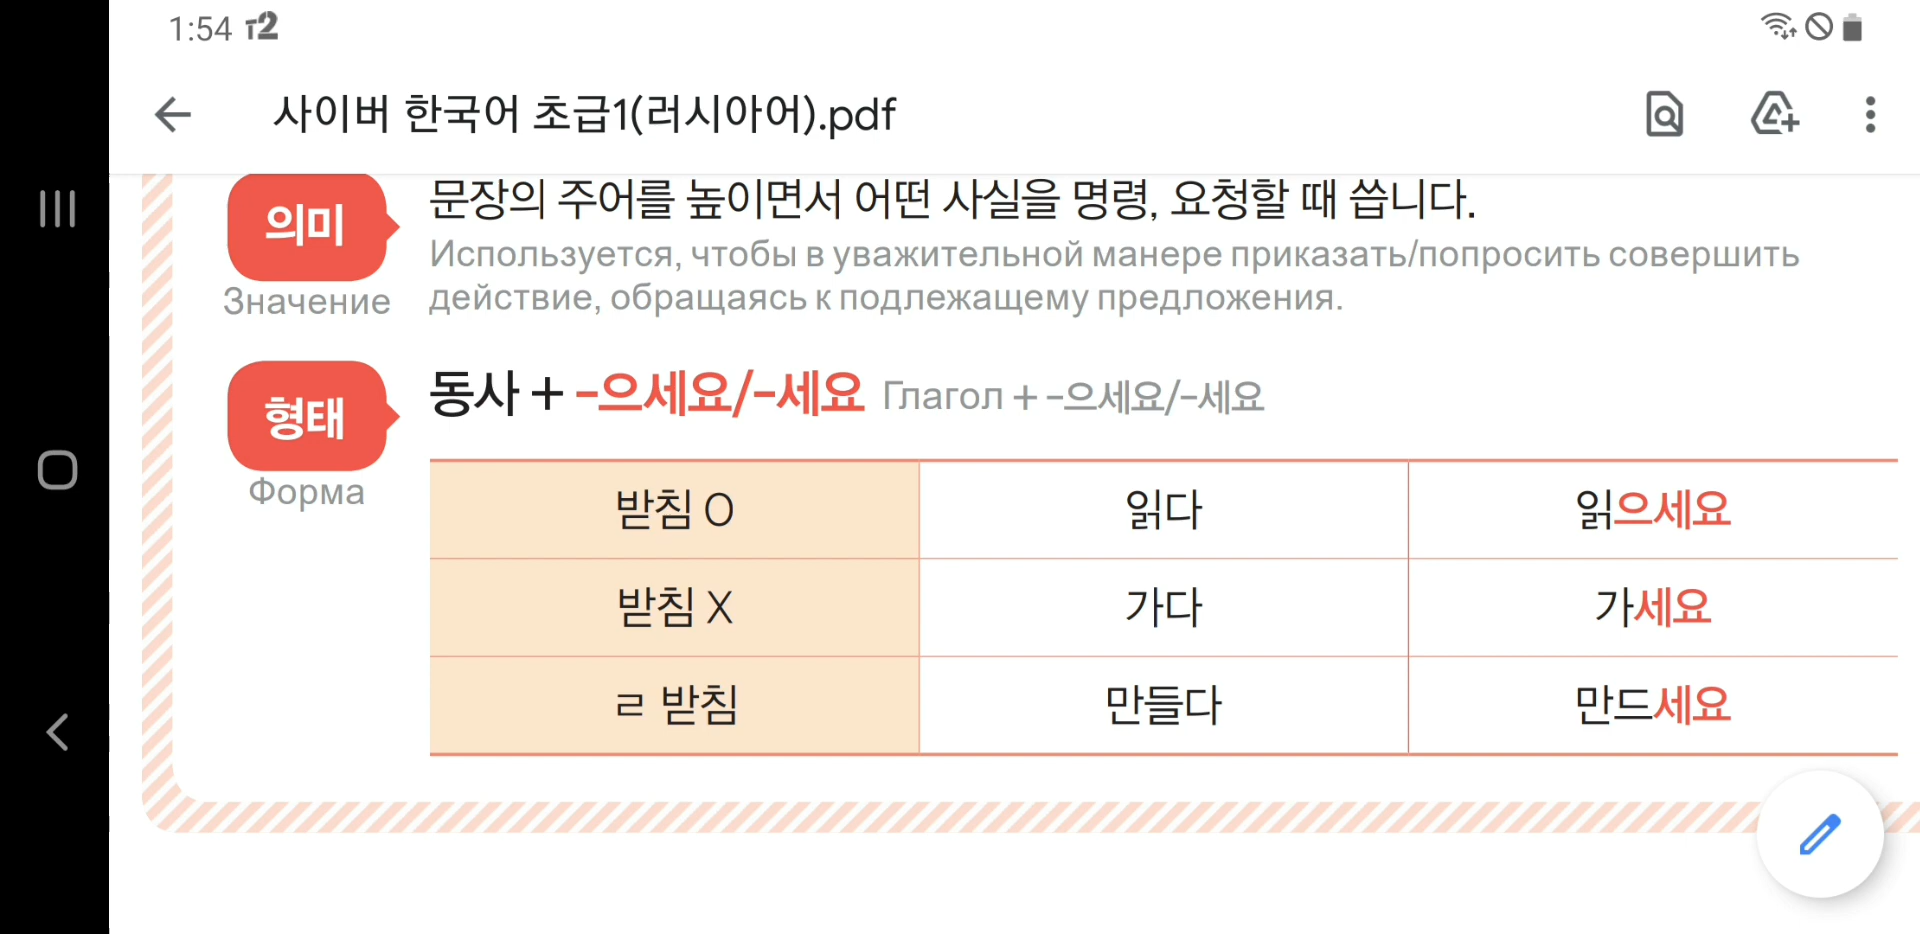 1:54 T2
사이버 한국어 초급1(러시아어).pdf
의미
문장의 주어를 높이면서 어떤 사실을 명령, 요청할 때 씁니다.
Используется, чтобы в уважительной манере приказать/попросить совершить
Значение
действие, обращаясь к подлежащему предложения.
형태
동사 + -으세요/-세요 Глагол + -으세요/-세요
Форма
받침 O 읽다 읽으세요
받침 X 가다 가세요
ㄹ 받침 만들다 만드세요